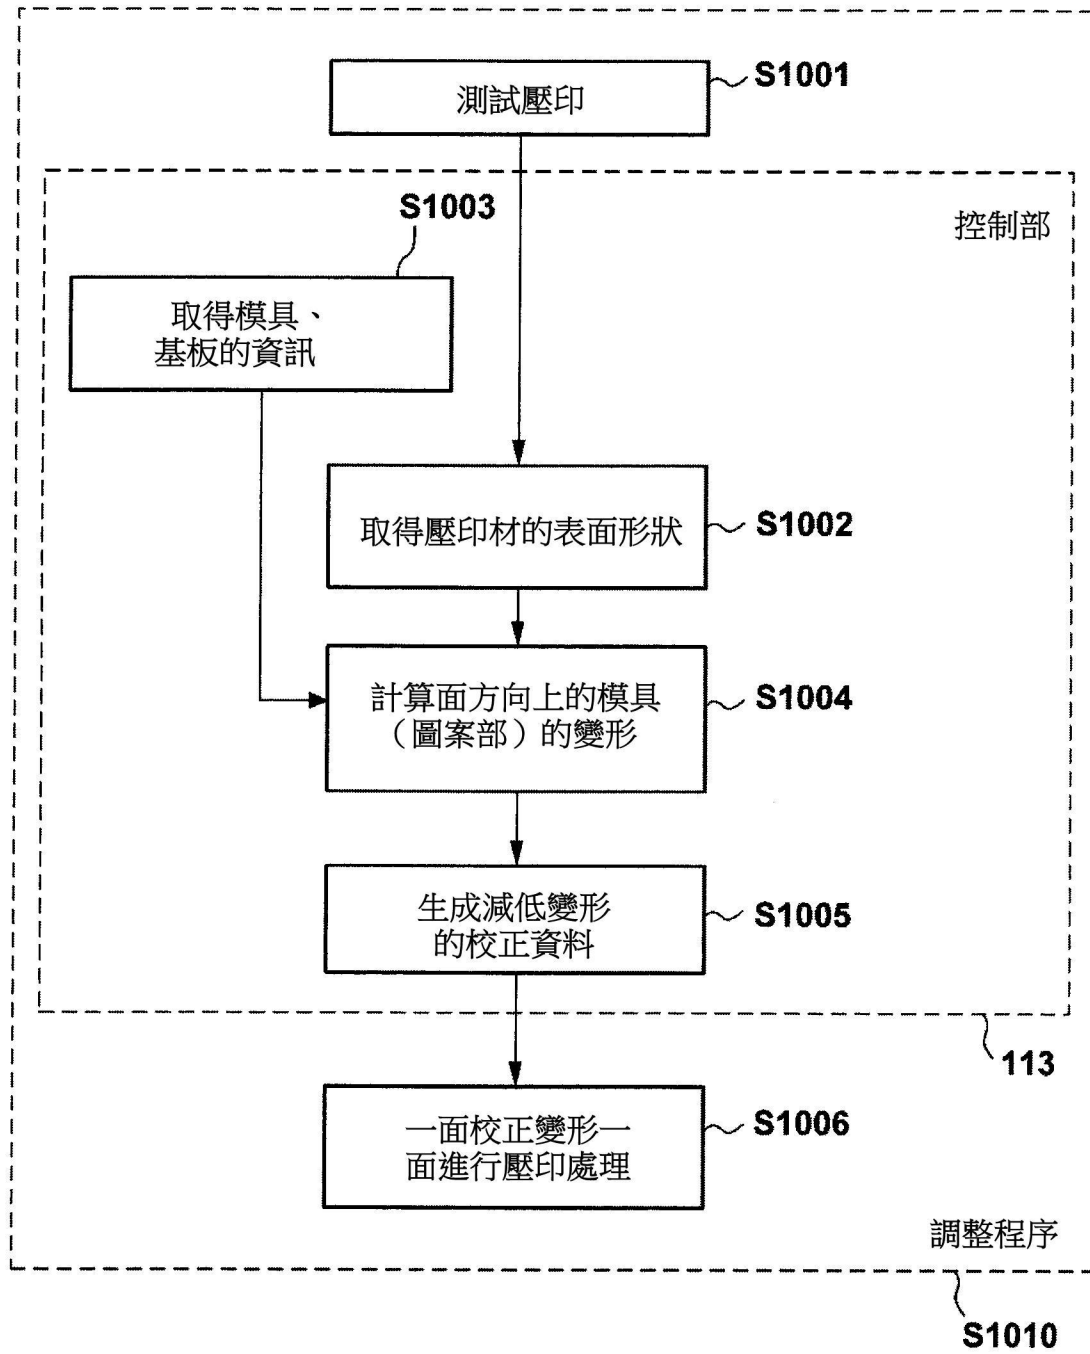 S1001
測試壓印
S1003
控制部
取得模具、
基板的資訊
取得壓印材的表面形狀
S1002
計算面方向上的模具
（圖案部）的變形
S1004
生成減低變形
的校正資料
S1005
113
一面校正變形一
面進行壓印處理
S1006
調整程序
S1010